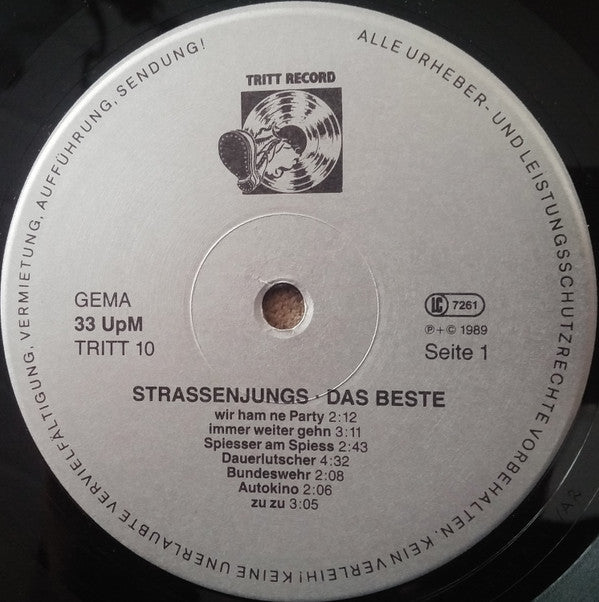 ALLE URHEBER- UND LEISTUNGSSCHUTZRECHTE VORBEHALTEN. KEIN VERLEIH! KEINE UNERLAUBTE VERVIELFÄLTIGUNG, VERMIETUNG, AUFFÜHRUNG, SENDUNG!
TRITT RECORD
GEMA
33 UpM
TRITT 10
LC 7261
℗ + © 1989
Seite 1
STRASSENJUNGS · DAS BESTE
wir ham ne Party 2:12
immer weiter gehn 3:11
Spiesser am Spiess 2:43
Dauerlutscher 4:32
Bundeswehr 2:08
Autokino 2:06
zu zu 3:05